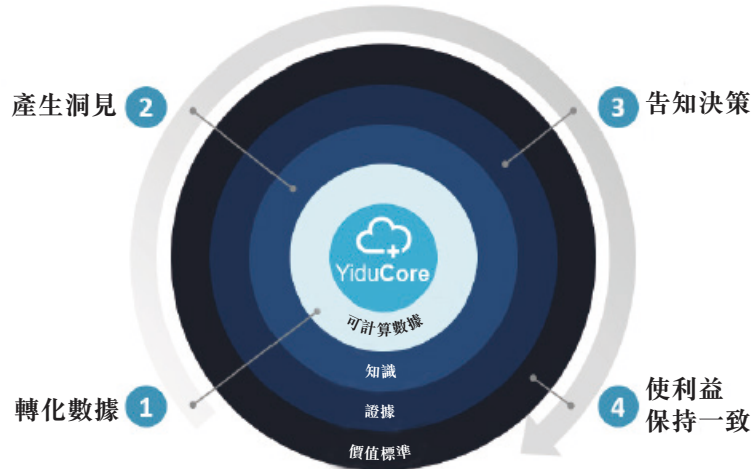 產生洞見 2
3 告知決策
YiduCore
可計算數據
知識
轉化數據 1
4 使利益
保持一致
證據
價值標準